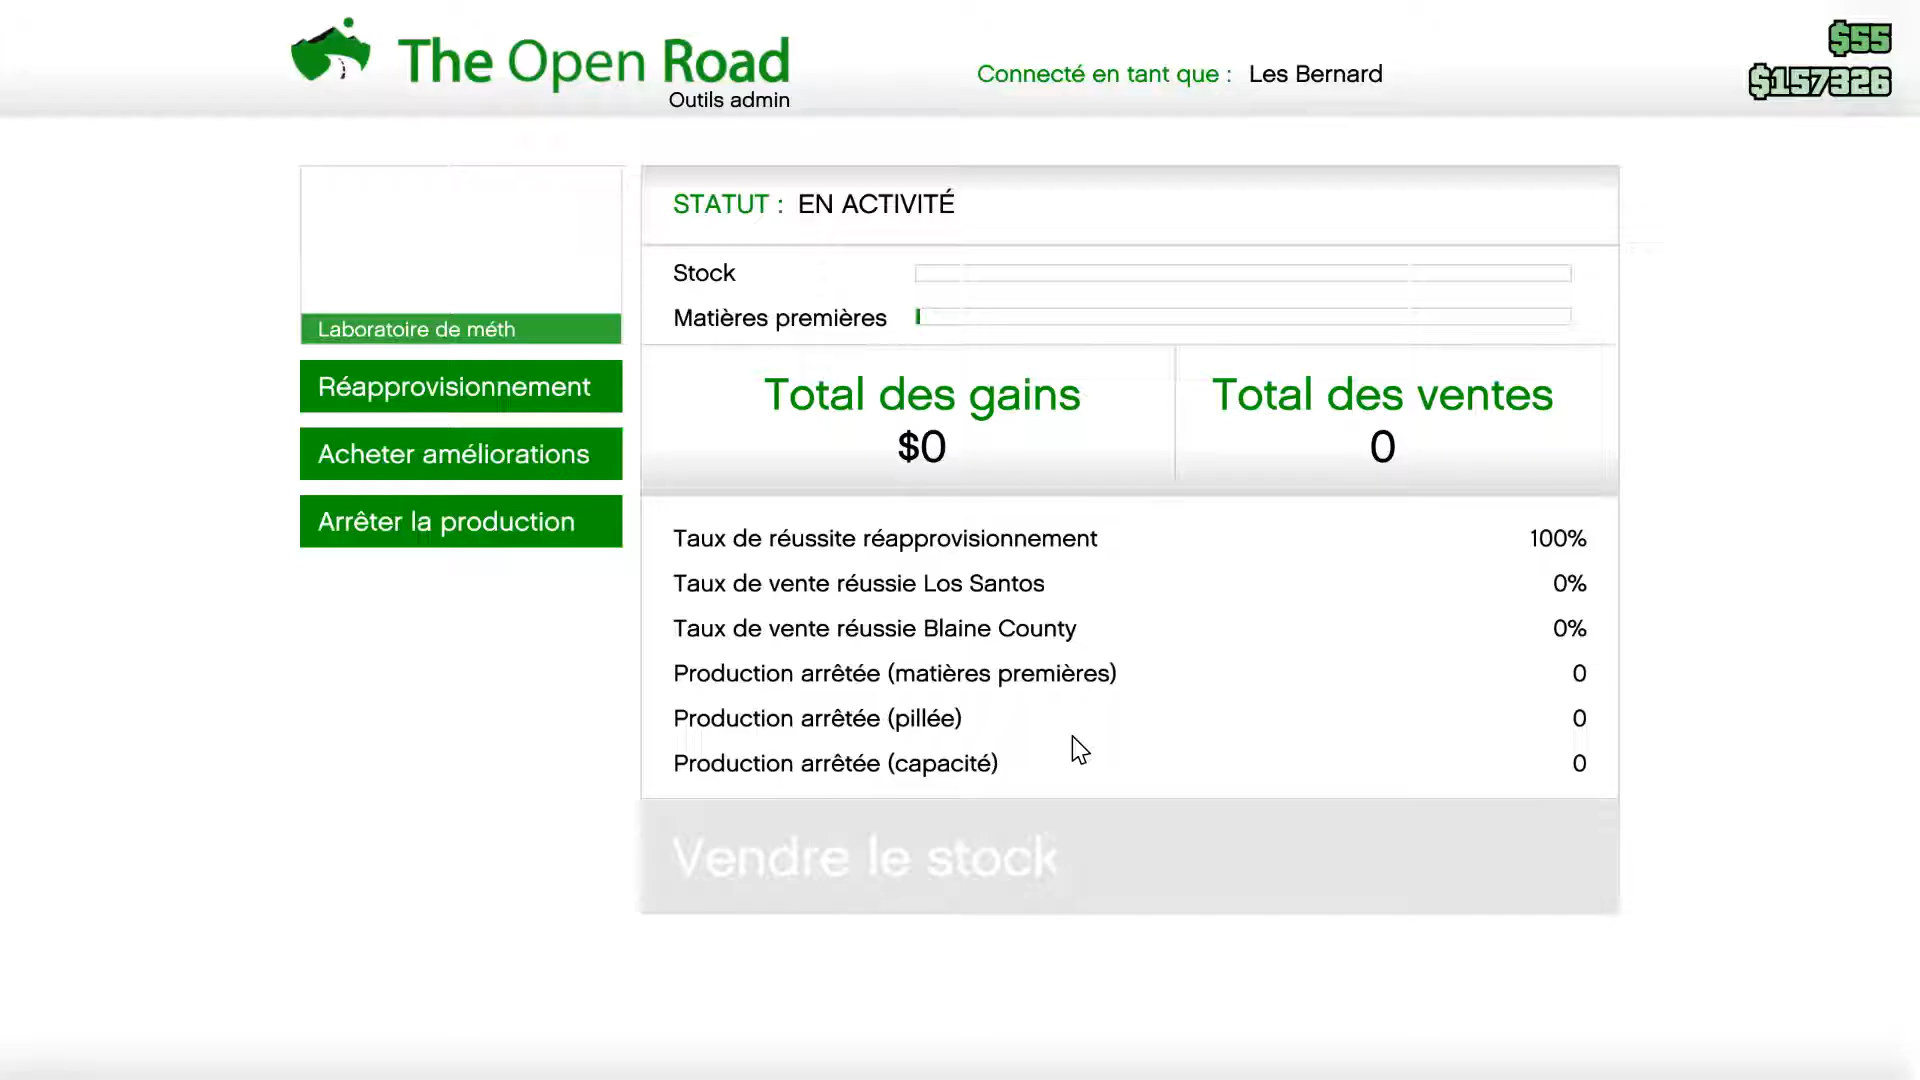 The Open Road
Outils admin
Connecté en tant que : Les Bernard
$55
$157326
Laboratoire de méth
Réapprovisionnement
Acheter améliorations
Arrêter la production
STATUT : EN ACTIVITÉ
Stock
Matières premières
Total des gains
$0
Total des ventes
0
Taux de réussite réapprovisionnement 100%
Taux de vente réussie Los Santos 0%
Taux de vente réussie Blaine County 0%
Production arrêtée (matières premières) 0
Production arrêtée (pillée) 0
Production arrêtée (capacité) 0
Vendre le stock